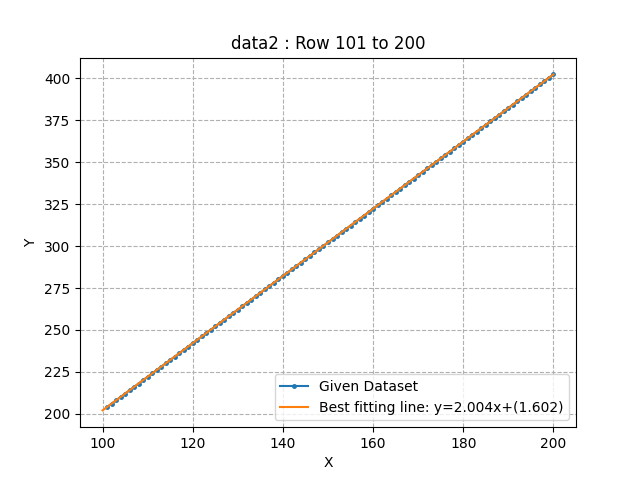 data2 : Row 101 to 200
400
375
350
325
300
275
250
225
200
Y
Given Dataset
Best fitting line: y=2.004x+(1.602)
100 120 140 160 180 200
X